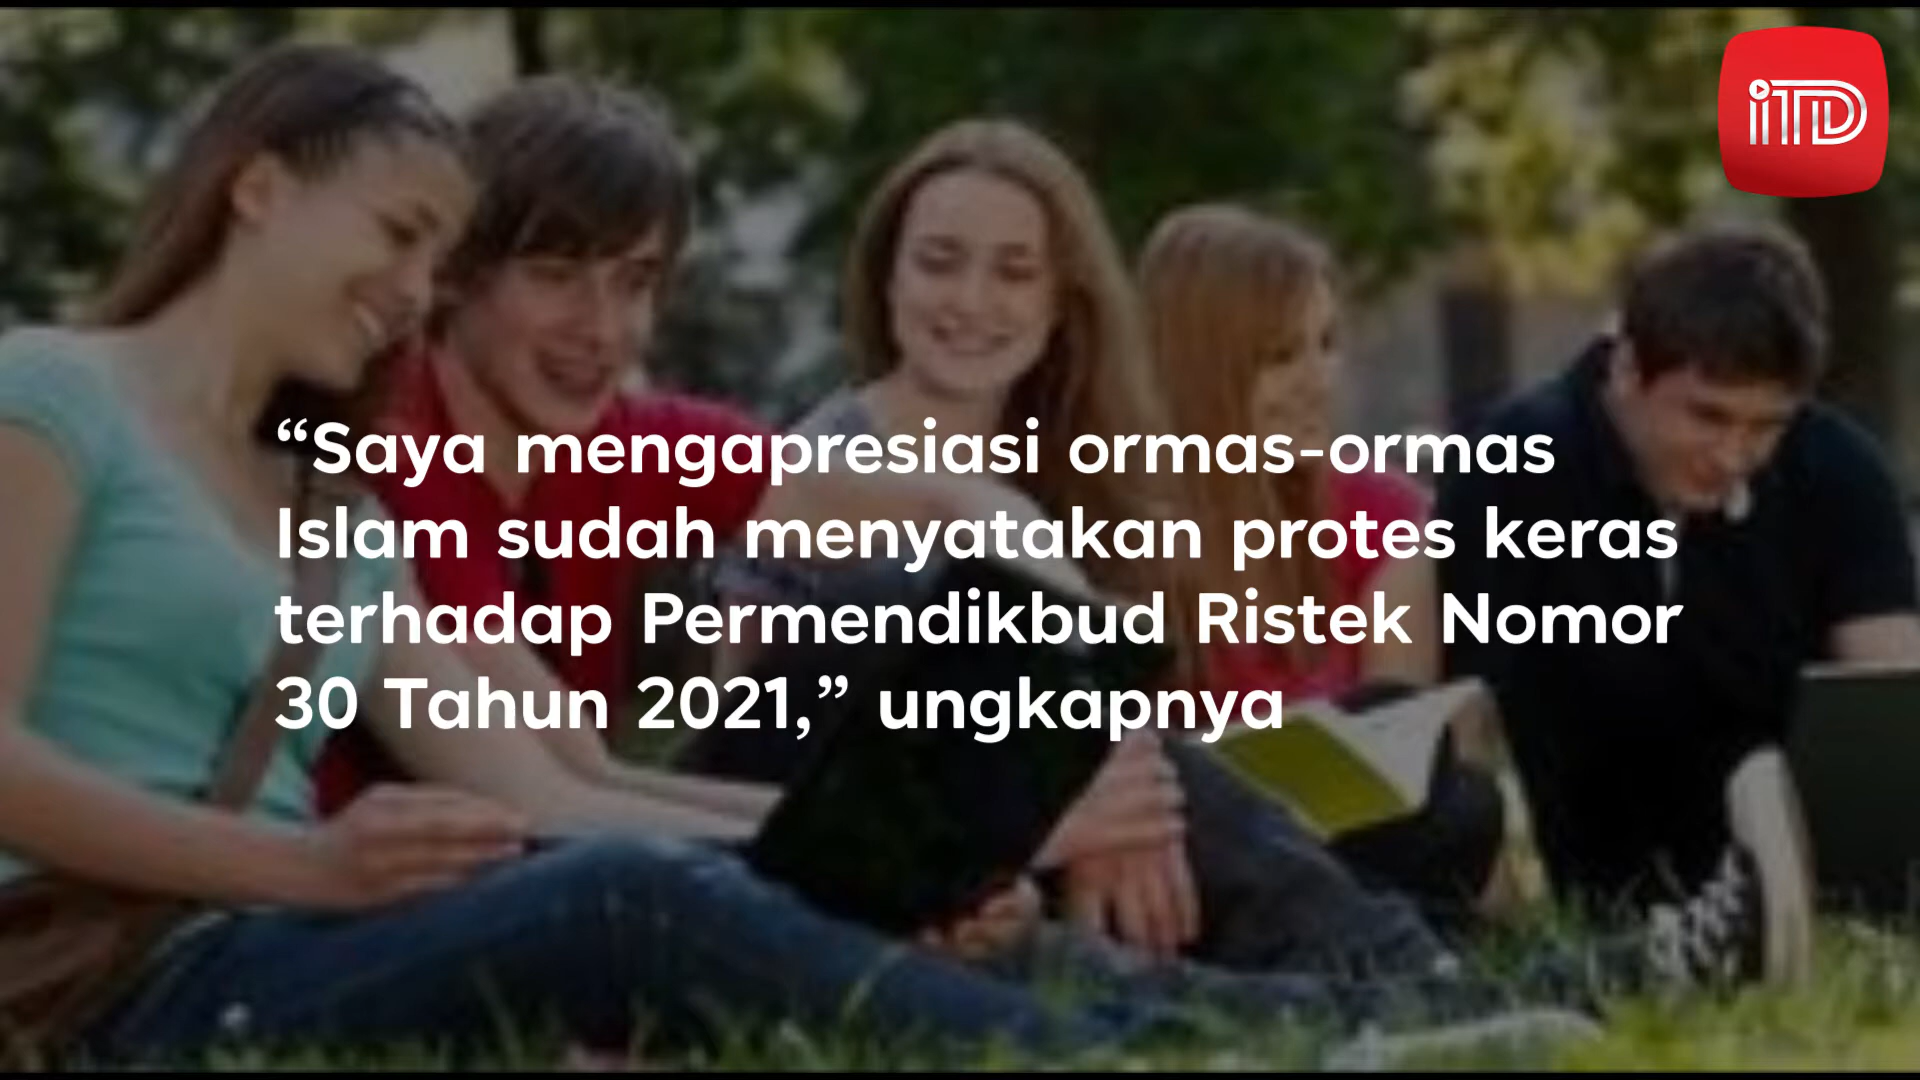 iTD
“Saya mengapresiasi ormas-ormas
Islam sudah menyatakan protes keras
terhadap Permendikbud Ristek Nomor
30 Tahun 2021,” ungkapnya